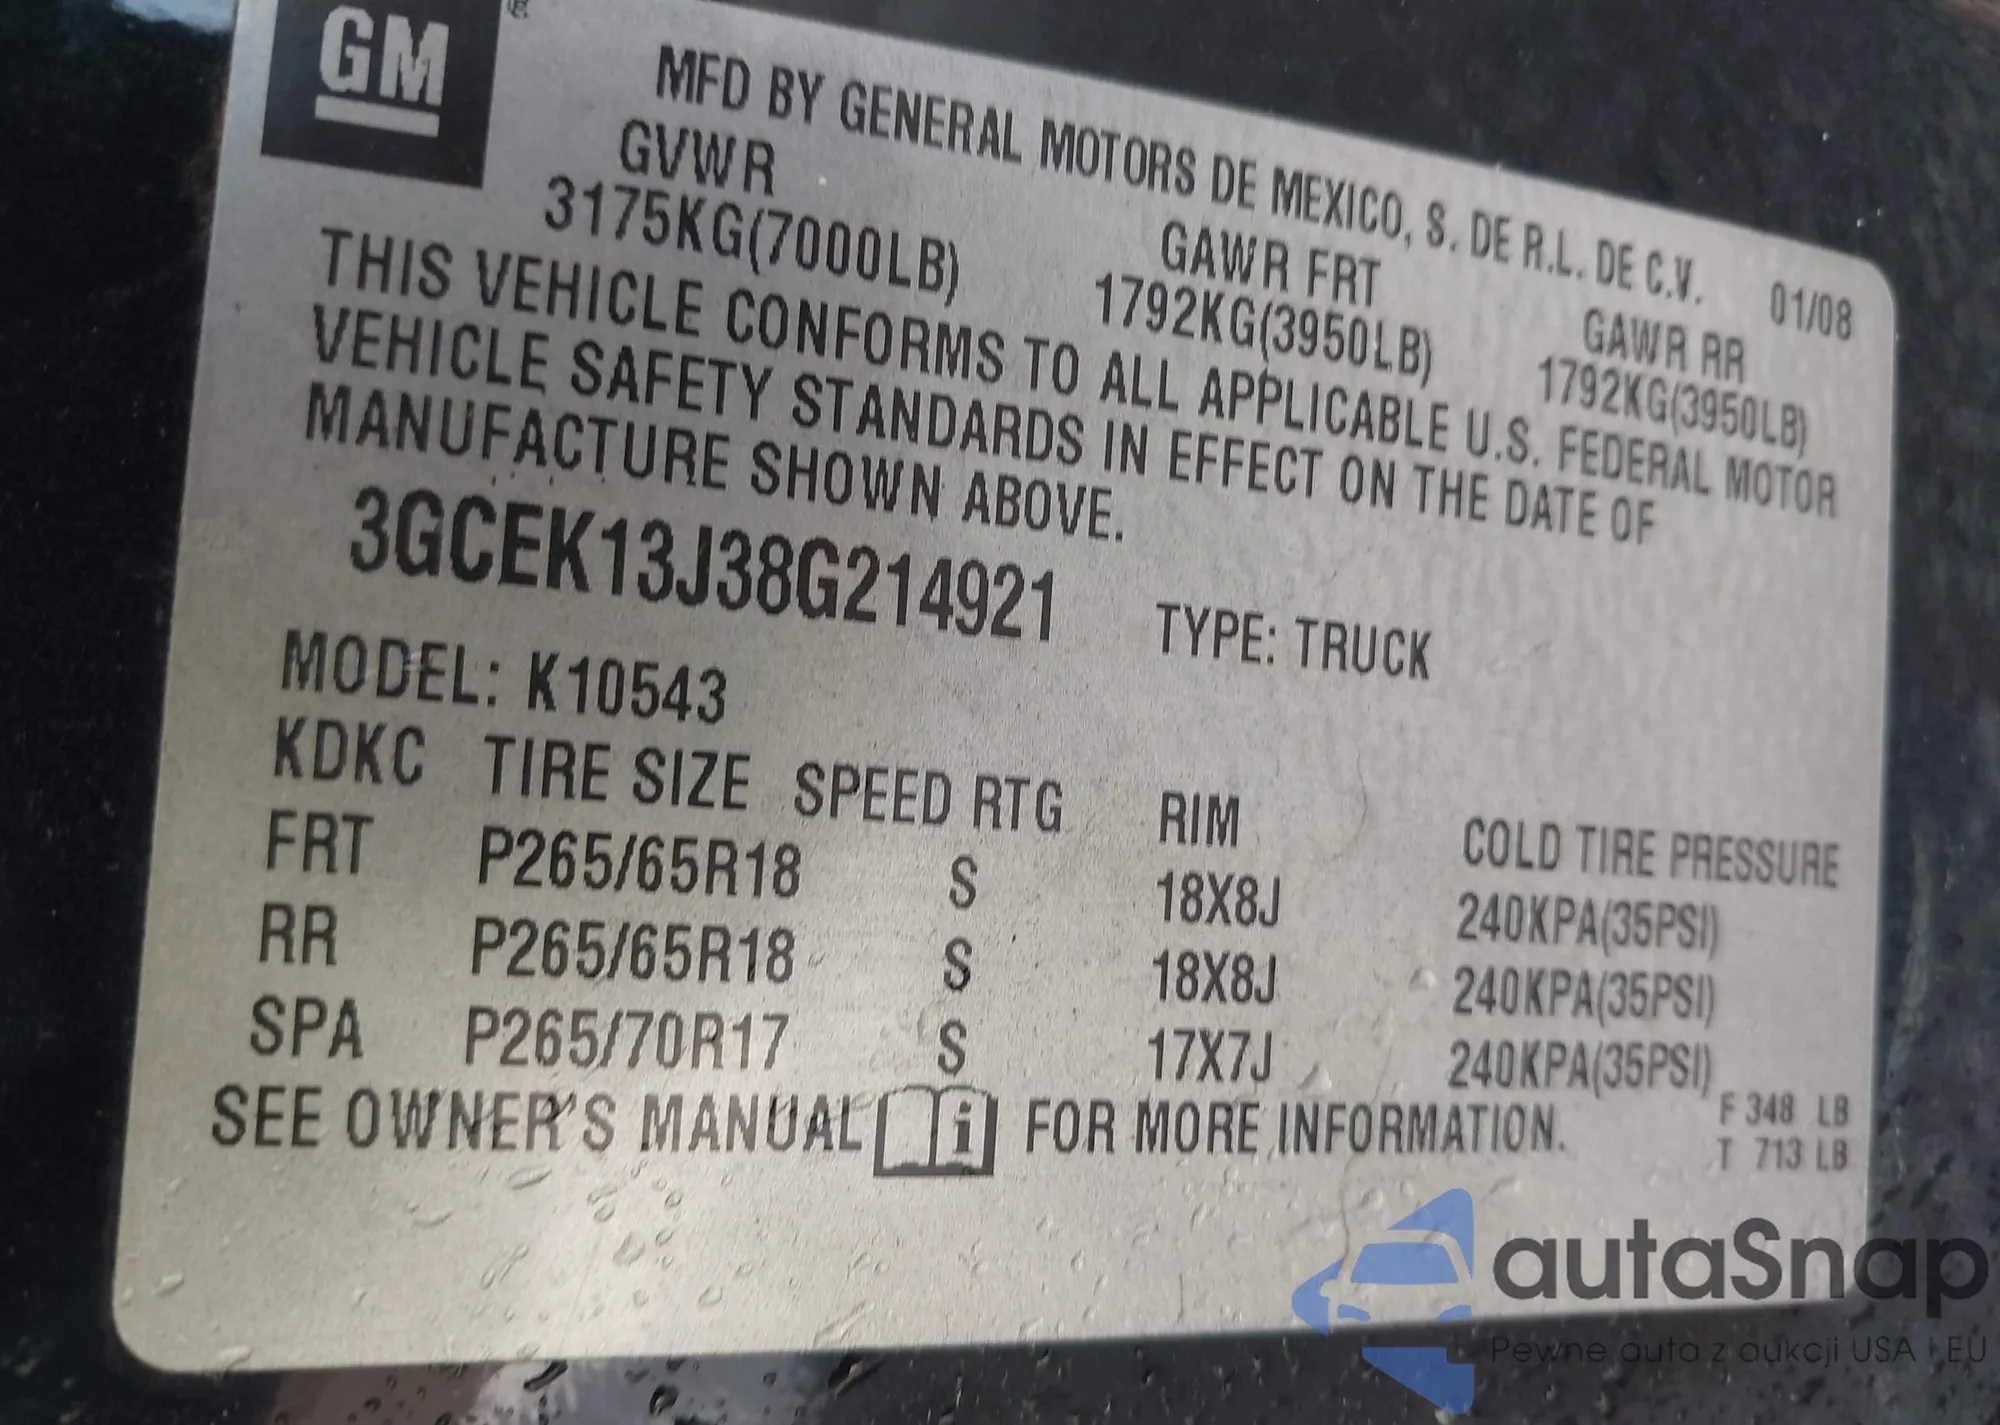 GM
MFD BY GENERAL MOTORS DE MEXICO, S. DE R.L. DE C.V. 01/08
GVWR GAWR FRT GAWR RR
3175KG(7000LB) 1792KG(3950LB) 1792KG(3950LB)
THIS VEHICLE CONFORMS TO ALL APPLICABLE U.S. FEDERAL MOTOR
VEHICLE SAFETY STANDARDS IN EFFECT ON THE DATE OF
MANUFACTURE SHOWN ABOVE.
3GCEK13J38G214921 TYPE: TRUCK
MODEL: K10543
KDKC TIRE SIZE SPEED RTG RIM COLD TIRE PRESSURE
FRT P265/65R18 S 18X8J 240KPA(35PSI)
RR P265/65R18 S 18X8J 240KPA(35PSI)
SPA P265/70R17 S 17X7J 240KPA(35PSI)
SEE OWNER'S MANUAL i FOR MORE INFORMATION.
F 348 LB
T 713 LB
autaSnap
Pewne auta z aukcji USA i EU